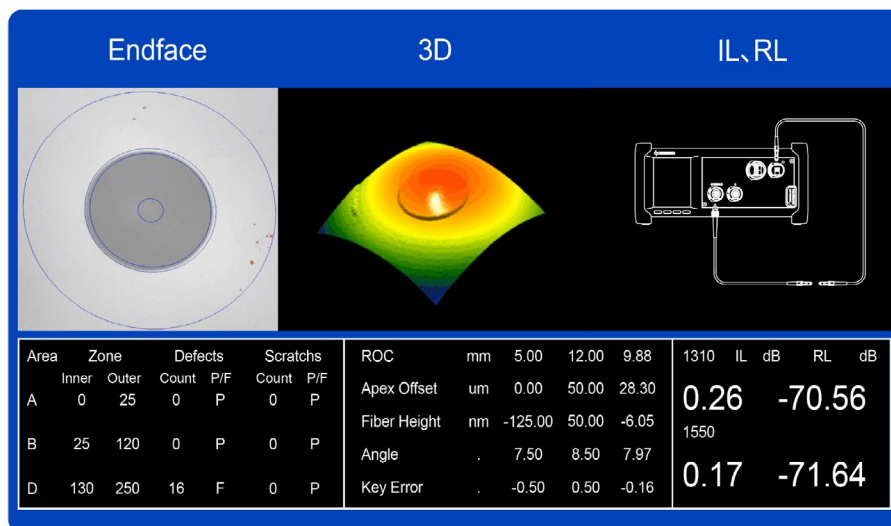 Endface 3D IL、RL
Area Zone Defects Scratchs
Inner Outer Count P/F Count P/F
A 0 25 0 P 0 P
B 25 120 0 P 0 P
D 130 250 16 F 0 P
ROC mm 5.00 12.00 9.88
Apex Offset um 0.00 50.00 28.30
Fiber Height nm -125.00 50.00 -6.05
Angle . 7.50 8.50 7.97
Key Error . -0.50 0.50 -0.16
1310 IL dB RL dB
0.26 -70.56
1550
0.17 -71.64